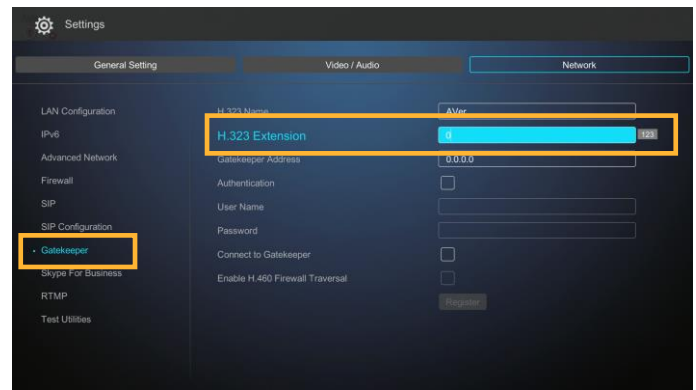 Settings
General Setting
Video / Audio
Network
LAN Configuration
IPv6
Advanced Network
Firewall
SIP
SIP Configuration
Gatekeeper
Skype For Business
RTMP
Test Utilities
H.323 Name AVer
H.323 Extension 0 123
Gatekeeper Address 0.0.0.0
Authentication
User Name
Password
Connect to Gatekeeper
Enable H.460 Firewall Traversal
Register